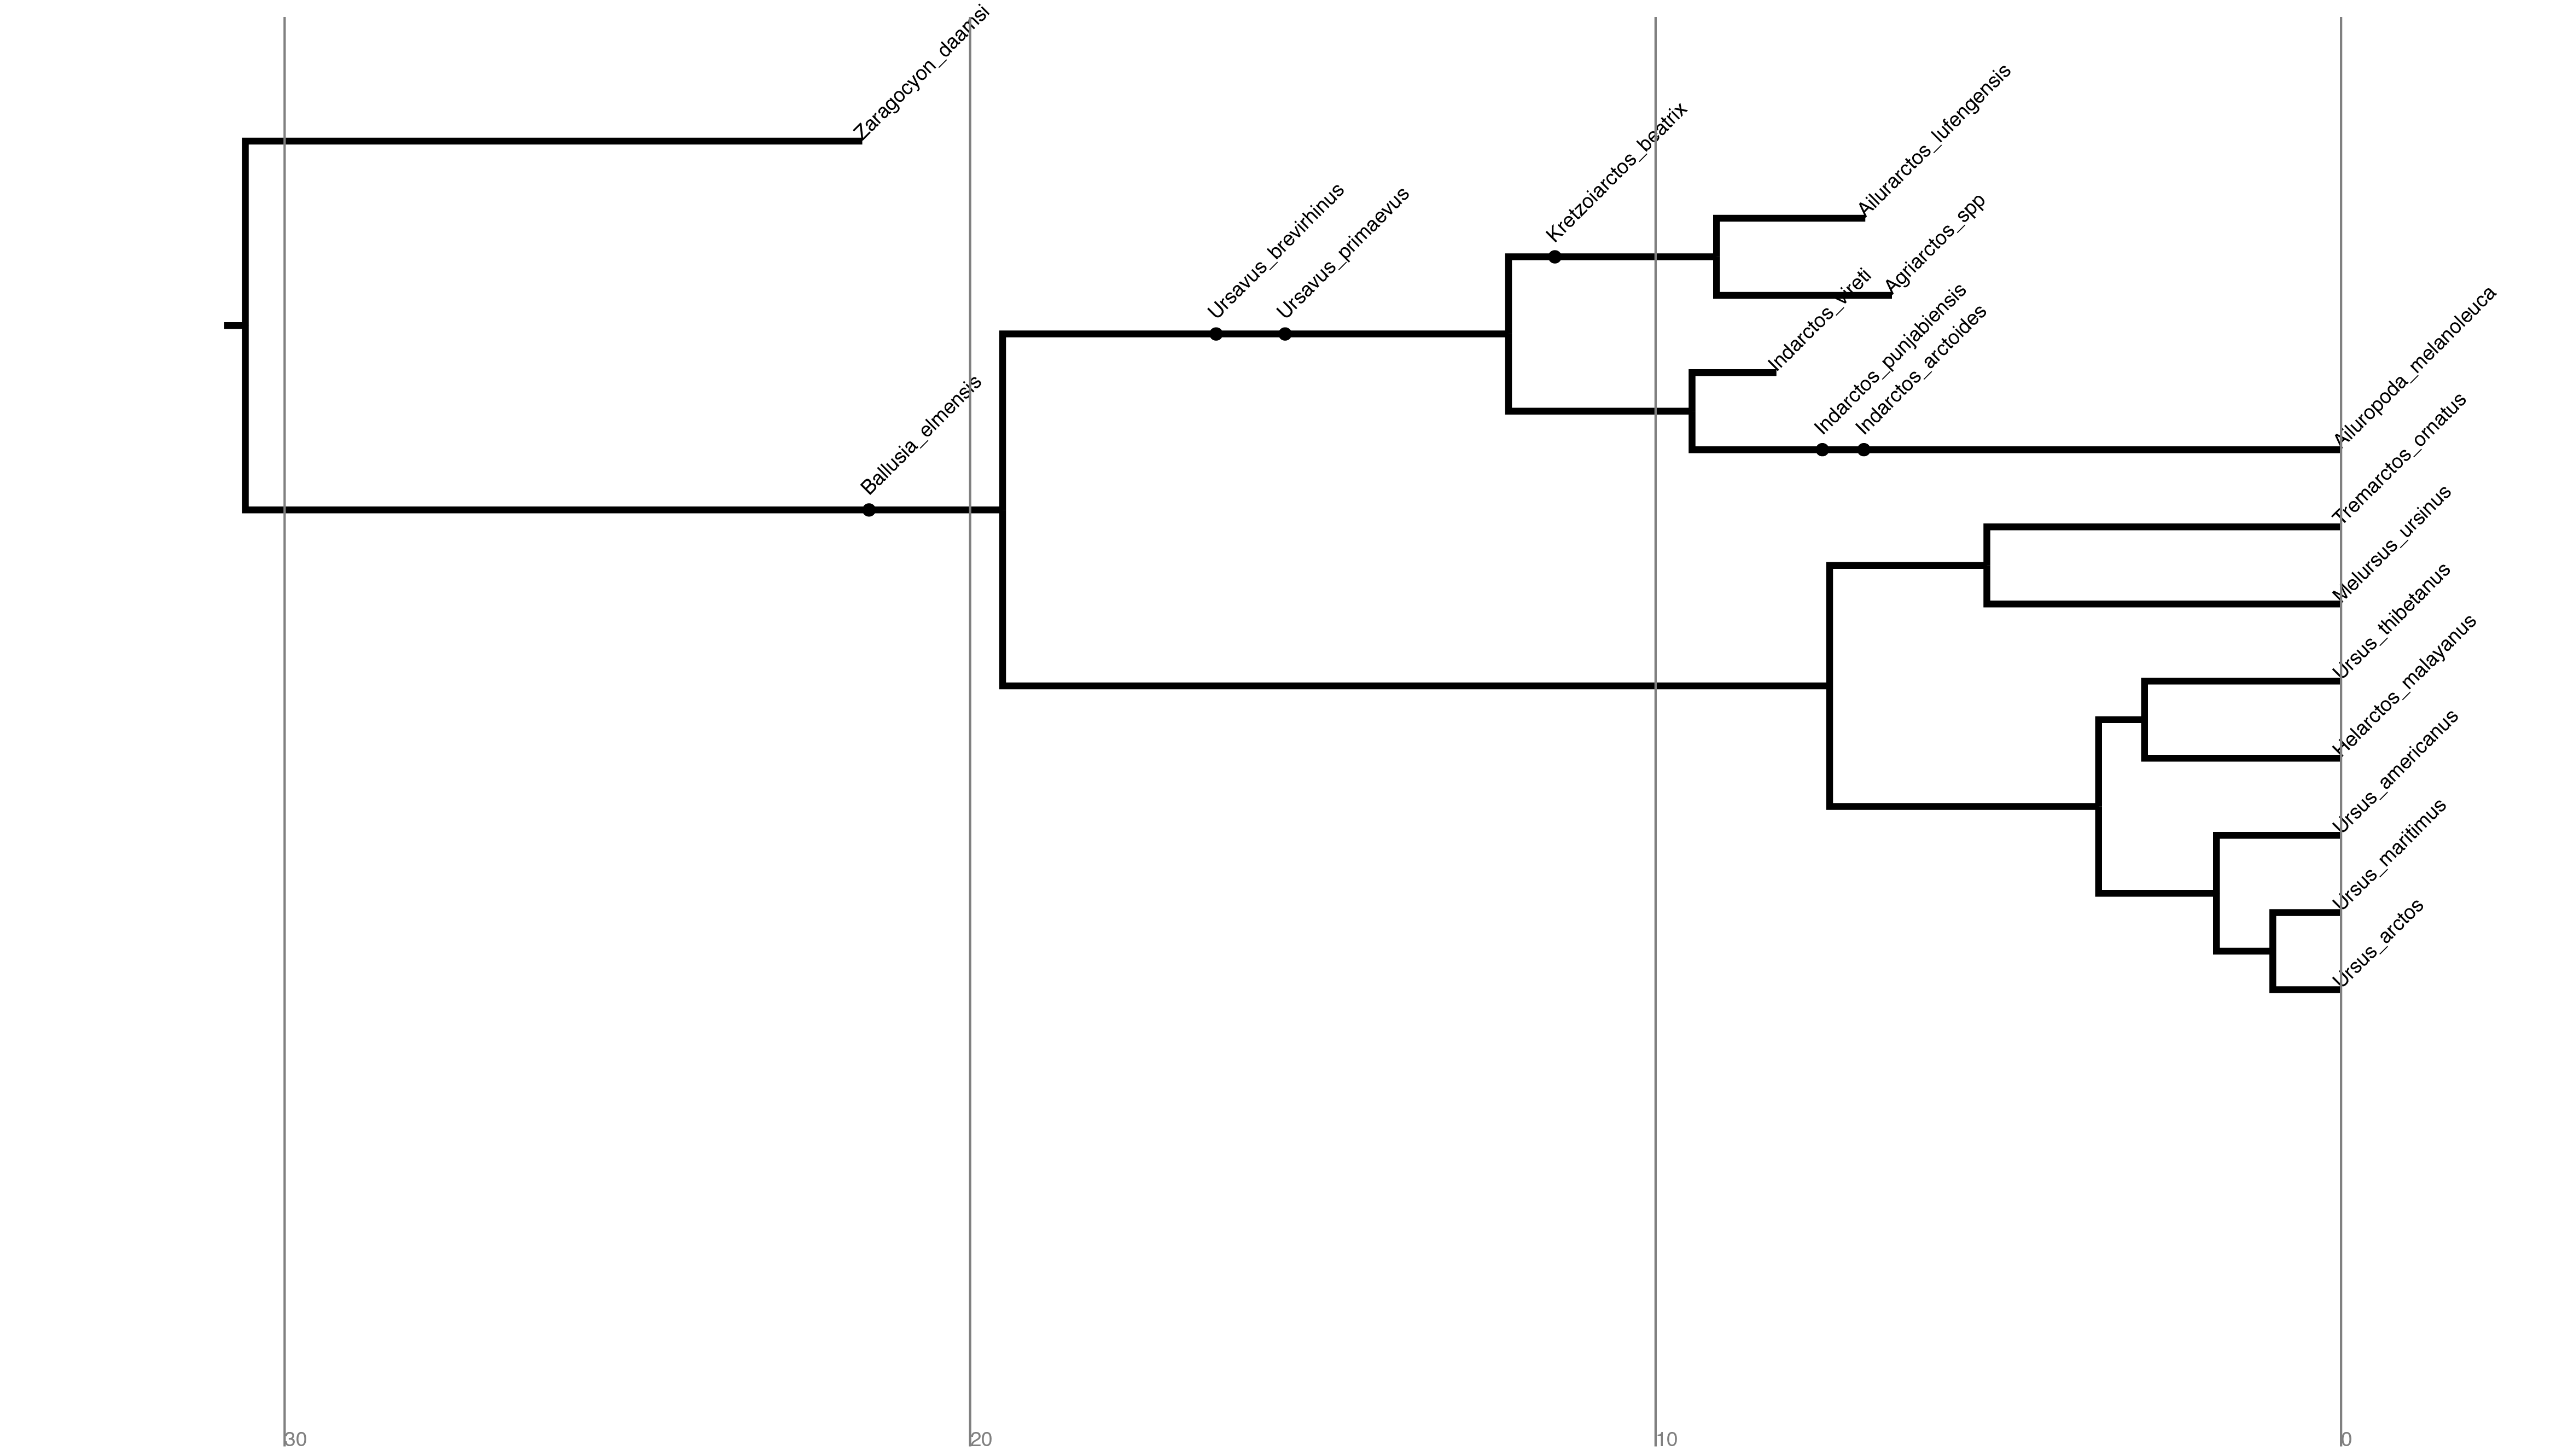 Zaragocyon_daamsi
Ailurarctos_lufengensis
Kretzoiarctos_beatrix
Ursavus_brevirhinus
Ursavus_primaevus
Agriarctos_spp
Indarctos_vireti
Indarctos_punjabiensis
Indarctos_arctoides
Ailuropoda_melanoleuca
Ballusia_elmensis
Tremarctos_ornatus
Melursus_ursinus
Ursus_thibetanus
Helarctos_malayanus
Ursus_americanus
Ursus_maritimus
Ursus_arctos
30
20
10
0